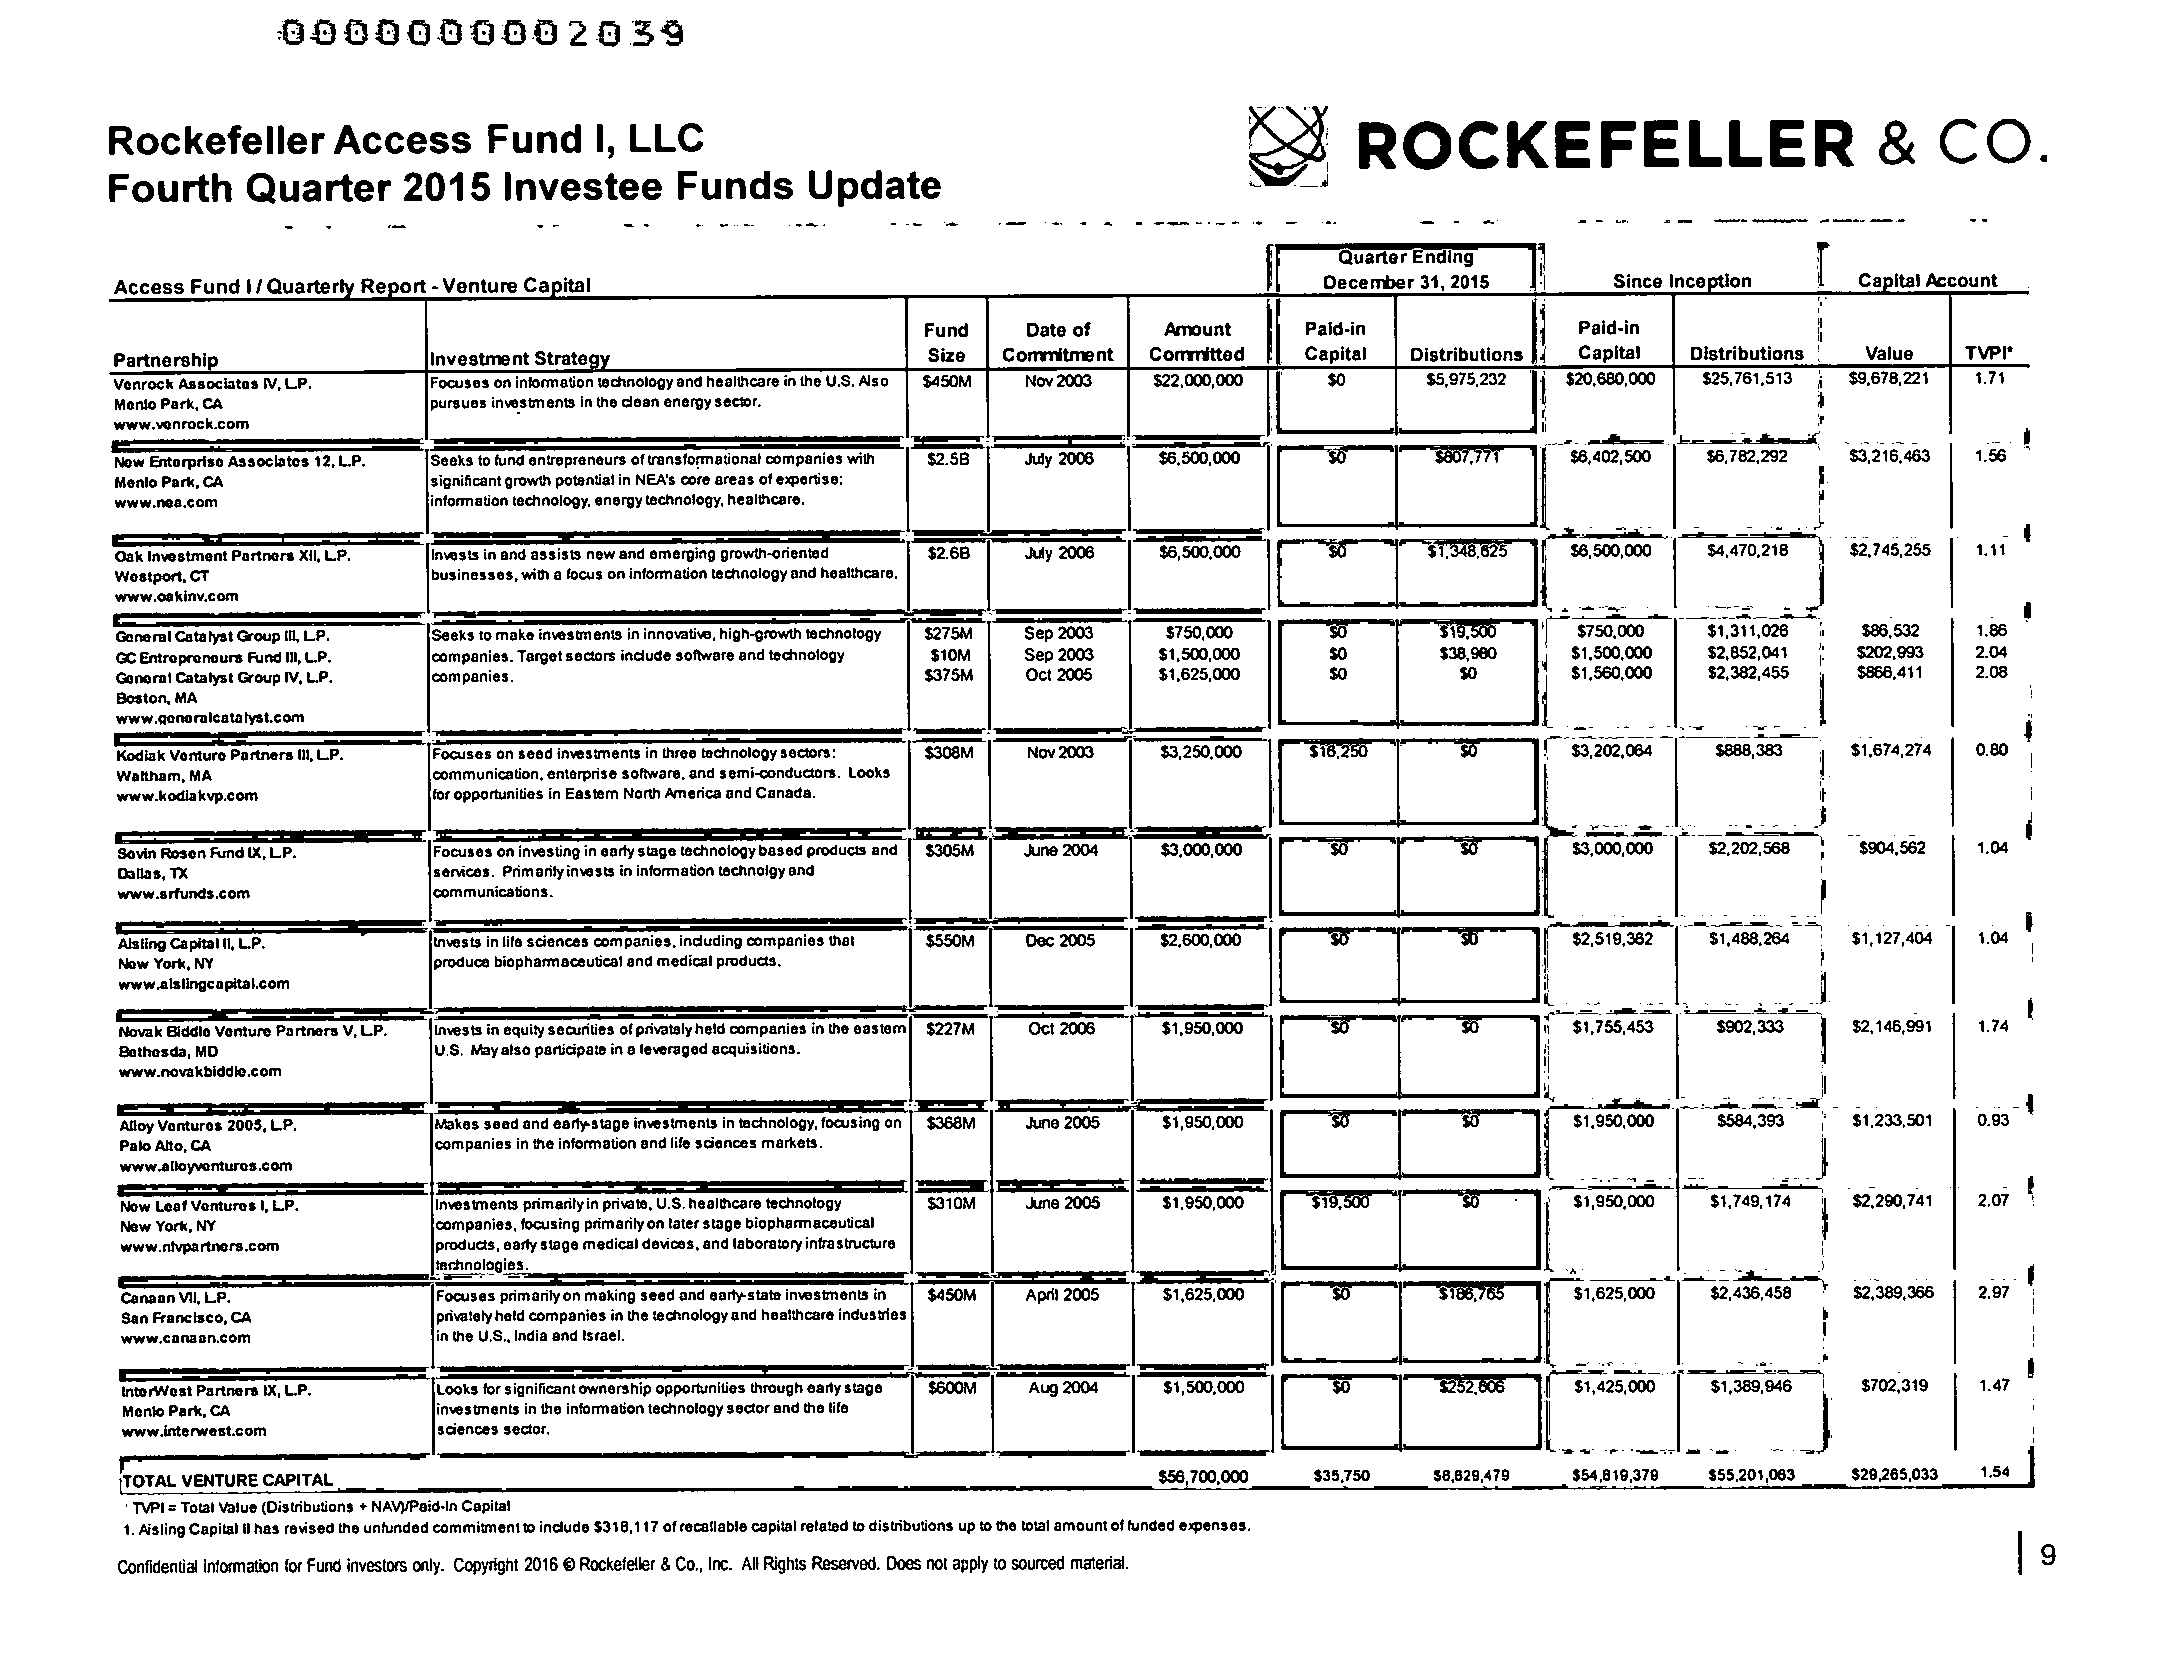 000000002039
Rockefeller Access Fund I, LLC
Fourth Quarter 2015 Investee Funds Update
ROCKEFELLER & CO.
Access Fund I / Quarterly Report - Venture Capital
Quarter Ending
December 31, 2015
Since Inception
Capital Account
Partnership Investment Strategy Fund Size Date of Commitment Amount Committed Paid-in Capital Distributions Paid-in Capital Distributions Value TVPI*
Venrock Associates IV, L.P. Focuses on information technology and healthcare in the U.S. Also $450M Nov 2003 $22,000,000 $0 $5,975,232 $20,680,000 $25,761,513 $9,678,221 1.71
Menlo Park, CA pursues investments in the clean energy sector.
www.venrock.com
New Enterprise Associates 12, L.P. Seeks to fund entrepreneurs of transformational companies with $2.5B July 2006 $6,500,000 $0 $807,771 $6,402,500 $6,782,292 $3,216,463 1.56
Menlo Park, CA significant growth potential in NEA's core areas of expertise:
www.nea.com information technology, energy technology, healthcare.
Oak Investment Partners XII, L.P. Invests in and assists new and emerging growth-oriented $2.6B July 2006 $6,500,000 $0 $1,348,625 $6,500,000 $4,470,218 $2,745,255 1.11
Westport, CT businesses, with a focus on information technology and healthcare.
www.oakinv.com
General Catalyst Group III, L.P. Seeks to make investments in innovative, high-growth technology $275M Sep 2003 $750,000 $0 $19,500 $750,000 $1,311,026 $86,532 1.86
GC Entrepreneurs Fund III, L.P. companies. Target sectors include software and technology $10M Sep 2003 $1,500,000 $0 $38,980 $1,500,000 $2,852,041 $202,993 2.04
General Catalyst Group IV, L.P. companies. $375M Oct 2005 $1,625,000 $0 $0 $1,560,000 $2,382,455 $866,411 2.08
Boston, MA
www.generalcatalyst.com
Kodiak Venture Partners III, L.P. Focuses on seed investments in three technology sectors: $308M Nov 2003 $3,250,000 $16,250 $0 $3,202,064 $888,383 $1,674,274 0.80
Waltham, MA communication, enterprise software, and semi-conductors. Looks
www.kodiakvp.com for opportunities in Eastern North America and Canada.
Sevin Rosen Fund IX, L.P. Focuses on investing in early stage technology based products and $305M June 2004 $3,000,000 $0 $0 $3,000,000 $2,202,568 $904,562 1.04
Dallas, TX services. Primarily invests in information technolgy and
www.srfunds.com communications.
Aisling Capital II, L.P. Invests in life sciences companies, including companies that $550M Dec 2005 $2,600,000 $0 $0 $2,519,362 $1,488,264 $1,127,404 1.04
New York, NY produce biopharmaceutical and medical products.
www.aislingcapital.com
Novak Biddle Venture Partners V, L.P. Invests in equity securities of privately held companies in the eastern $227M Oct 2006 $1,950,000 $0 $0 $1,755,453 $902,333 $2,146,991 1.74
Bethesda, MD U.S. May also participate in a leveraged acquisitions.
www.novakbiddle.com
Alloy Ventures 2005, L.P. Makes seed and early-stage investments in technology, focusing on $368M June 2005 $1,950,000 $0 $0 $1,950,000 $584,393 $1,233,501 0.93
Palo Alto, CA companies in the information and life sciences markets.
www.alloyventures.com
New Leaf Ventures I, L.P. Investments primarily in private, U.S. healthcare technology $310M June 2005 $1,950,000 $19,500 $0 $1,950,000 $1,749,174 $2,290,741 2.07
New York, NY companies, focusing primarily on later stage biopharmaceutical
www.nlvpartners.com products, early stage medical devices, and laboratory infrastructure
technologies.
Canaan VII, L.P. Focuses primarily on making seed and early-state investments in $450M April 2005 $1,625,000 $0 $186,765 $1,625,000 $2,436,458 $2,389,366 2.97
San Francisco, CA privately held companies in the technology and healthcare industries
www.canaan.com in the U.S., India and Israel.
InterWest Partners IX, L.P. Looks for significant ownership opportunities through early stage $600M Aug 2004 $1,500,000 $0 $252,606 $1,425,000 $1,389,946 $702,319 1.47
Menlo Park, CA investments in the information technology sector and the life
www.interwest.com sciences sector.
TOTAL VENTURE CAPITAL $56,700,000 $35,750 $8,629,479 $54,819,379 $55,201,063 $29,265,033 1.54
* TVPI = Total Value (Distributions + NAV)/Paid-In Capital
1. Aisling Capital II has revised the unfunded commitment to include $318,117 of recallable capital related to distributions up to the total amount of funded expenses.
Confidential information for Fund investors only. Copyright 2016 © Rockefeller & Co., Inc. All Rights Reserved. Does not apply to sourced material.
9